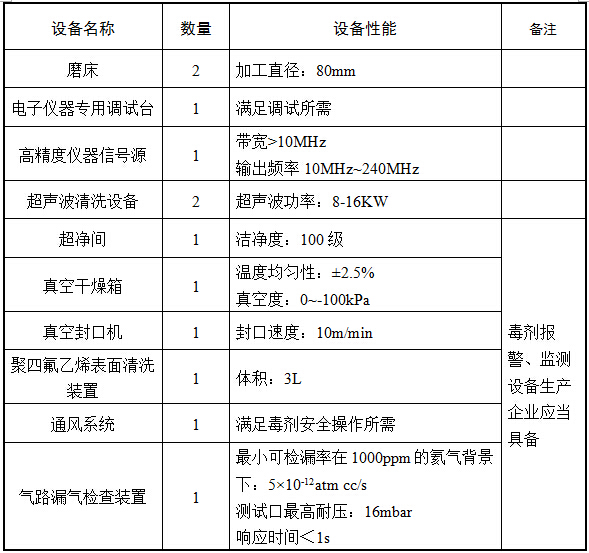 设备名称 数量 设备性能 备注
磨床 2 加工直径：80mm
电子仪器专用调试台 1 满足调试所需
高精度仪器信号源 1 带宽>10MHz
输出频率 10MHz~240MHz
超声波清洗设备 2 超声波功率：8-16KW
超净间 1 洁净度：100 级
真空干燥箱 1 温度均匀性：±2.5%
真空度：0~-100kPa
真空封口机 1 封口速度：10m/min
聚四氟乙烯表面清洗
装置 1 体积：3L
通风系统 1 满足毒剂安全操作所需
气路漏气检查装置 1 最小可检漏率在 1000ppm 的氦气背景
下：5×10⁻¹²atm cc/s
测试口最高耐压：16mbar
响应时间＜1s
毒剂报
警、监测
设备生产
企业应当
具备